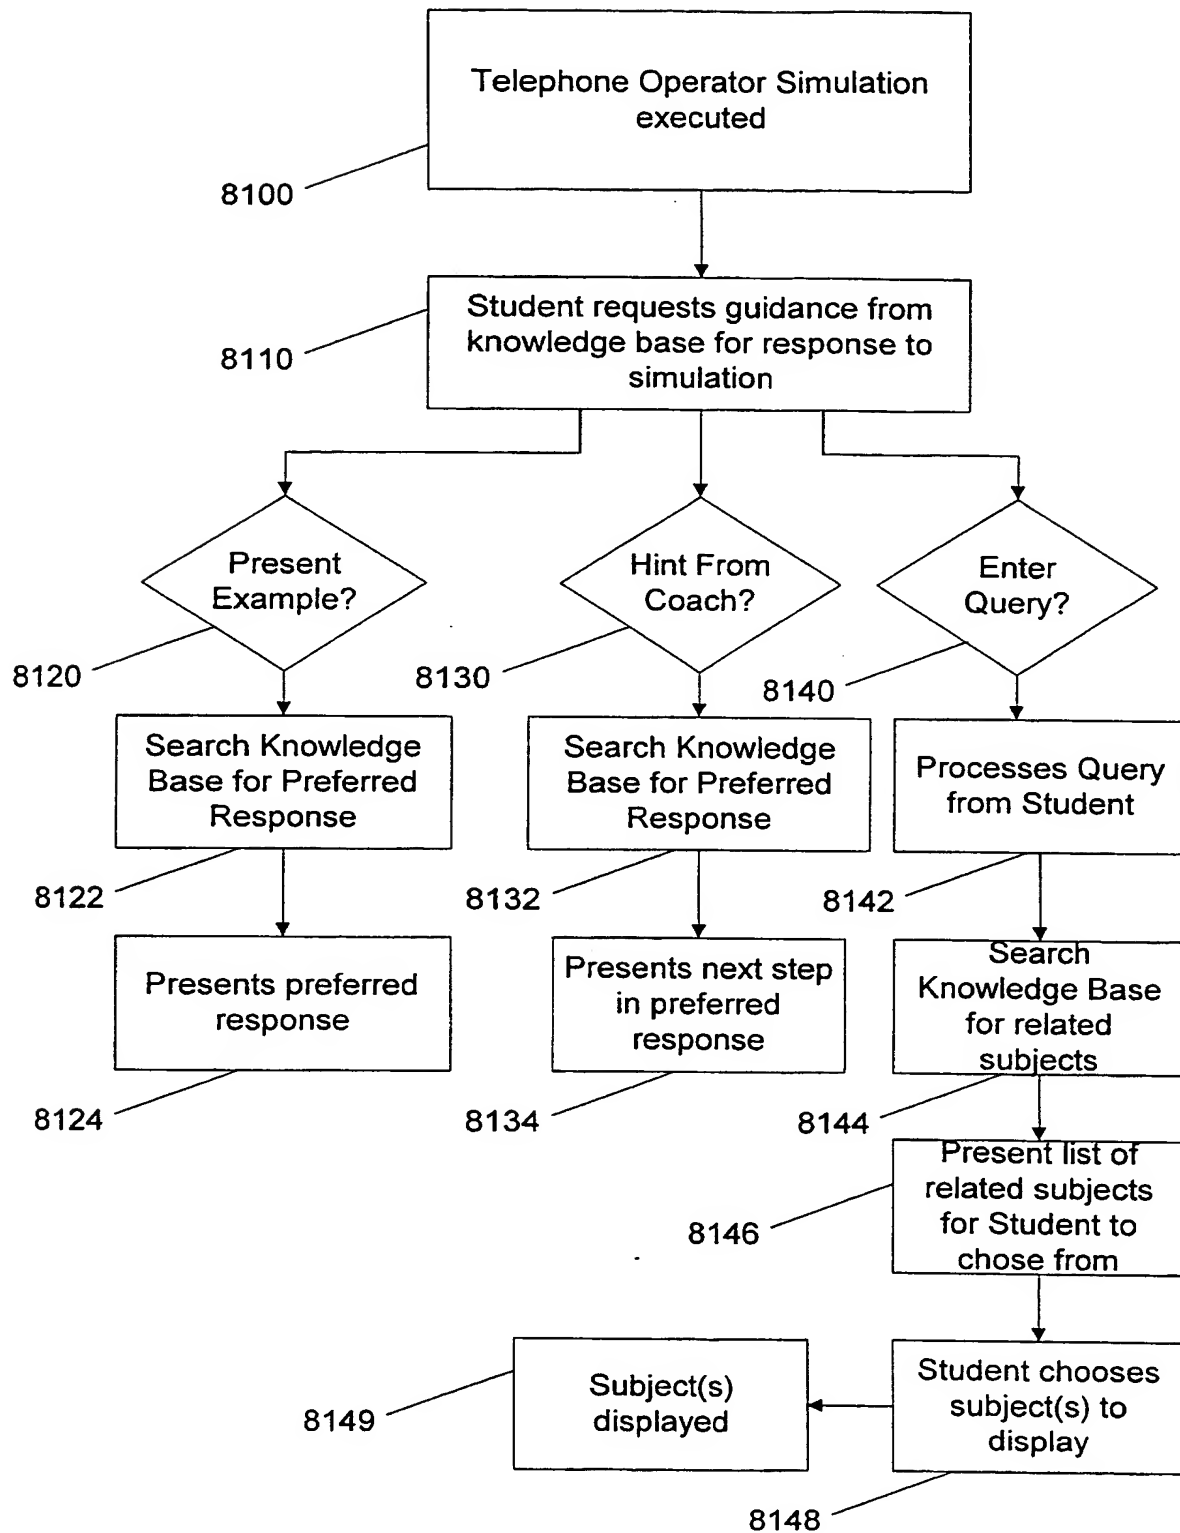 Telephone Operator Simulation
executed
8100
Student requests guidance from
knowledge base for response to
simulation
8110
Present
Example?
8120
Hint From
Coach?
8130
Enter
Query?
8140
Search Knowledge
Base for Preferred
Response
8122
Search Knowledge
Base for Preferred
Response
8132
Processes Query
from Student
8142
Presents preferred
response
8124
Presents next step
in preferred
response
8134
Search
Knowledge Base
for related
subjects
8144
Present list of
related subjects
for Student to
chose from
8146
Subject(s)
displayed
8149
Student chooses
subject(s) to
display
8148